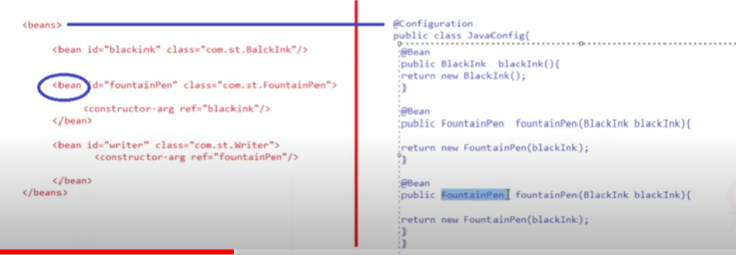 <beans>
<bean id="blackink" class="com.st.BalckInk"/>
<bean id="fountainPen" class="com.st.FountainPen">
<constructor-arg ref="blackink"/>
</bean>
<bean id="writer" class="com.st.Writer">
<constructor-arg ref="fountainPen"/>
</bean>
</beans>
@Configuration
public class JavaConfig{
@Bean
public BlackInk blackInk(){
return new BlackInk();
}
@Bean
public FountainPen fountainPen(BlackInk blackInk){
return new FountainPen(blackInk);
}
@Bean
public FountainPen fountainPen(BlackInk blackInk){
return new FountainPen(blackInk);
}
}